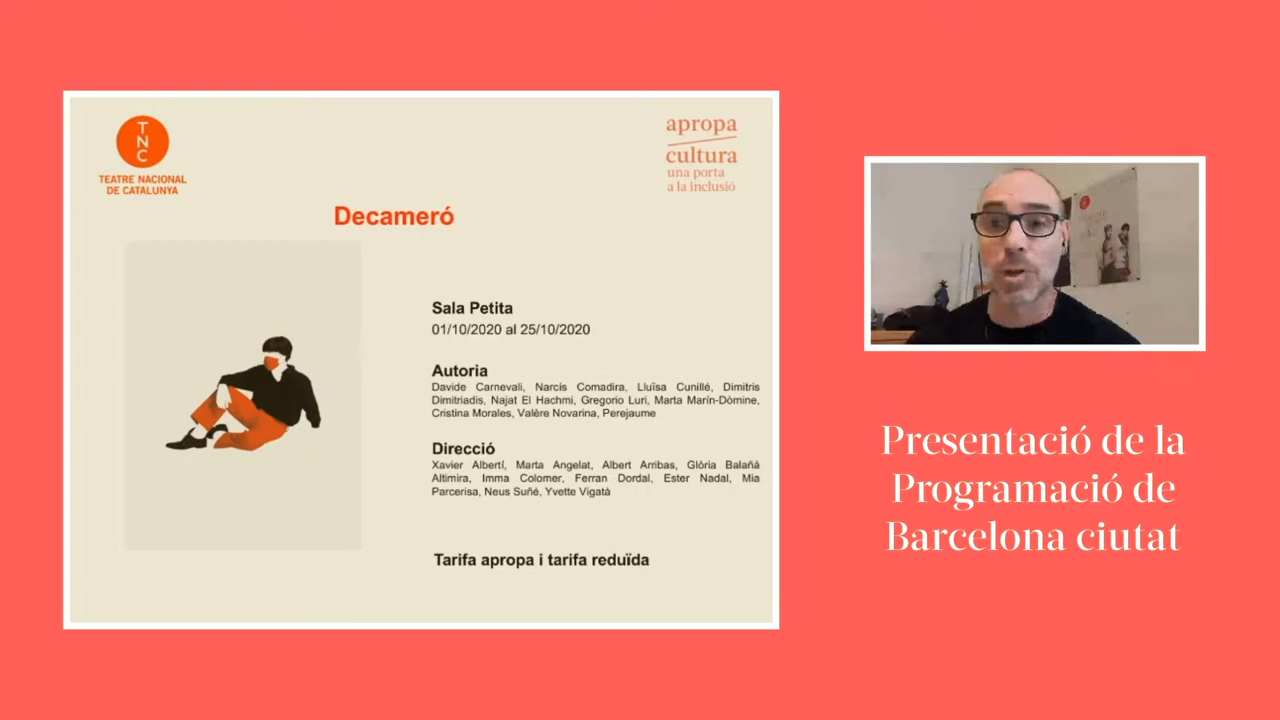 T
N
C
TEATRE NACIONAL
DE CATALUNYA
apropa
cultura
una porta
a la inclusió
Decameró
Sala Petita
01/10/2020 al 25/10/2020
Autoria
Davide Carnevali, Narcís Comadira, Lluïsa Cunillé, Dimitris
Dimitriadis, Najat El Hachmi, Gregorio Luri, Marta Marín-Dòmine,
Cristina Morales, Valère Novarina, Perejaume
Direcció
Xavier Albertí, Marta Angelat, Albert Arribas, Glòria Balañà
Altimira, Imma Colomer, Ferran Dordal, Ester Nadal, Mia
Parcerisa, Neus Suñé, Yvette Vigatà
Tarifa apropa i tarifa reduïda
Presentació de la
Programació de
Barcelona ciutat